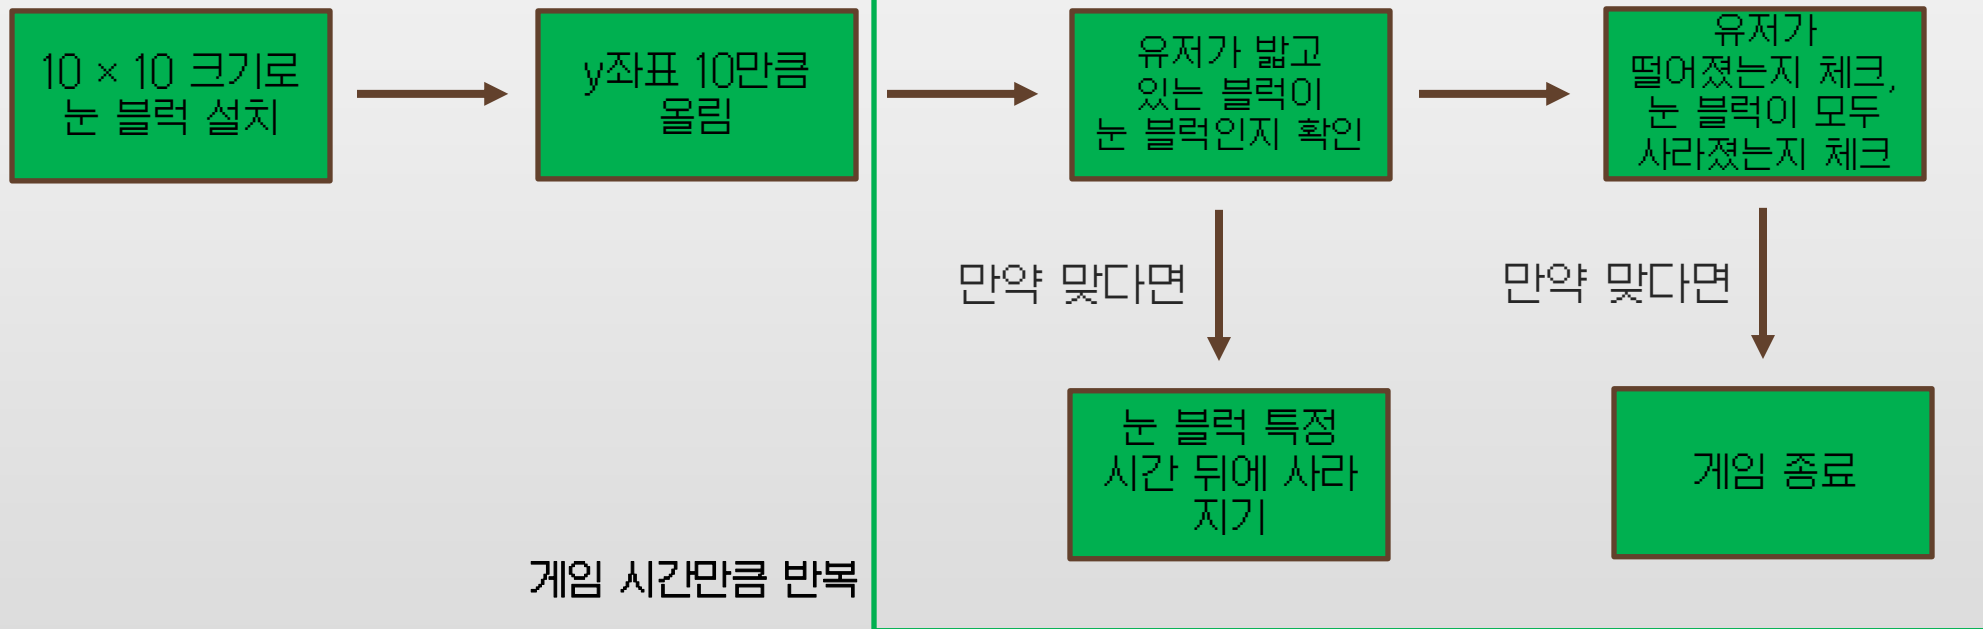 10 × 10 크기로
눈 블럭 설치
y좌표 10만큼
올림
유저가 밟고
있는 블럭이
눈 블럭인지 확인
유저가
떨어졌는지 체크,
눈 블럭이 모두
사라졌는지 체크
만약 맞다면
만약 맞다면
눈 블럭 특정
시간 뒤에 사라
지기
게임 종료
게임 시간만큼 반복